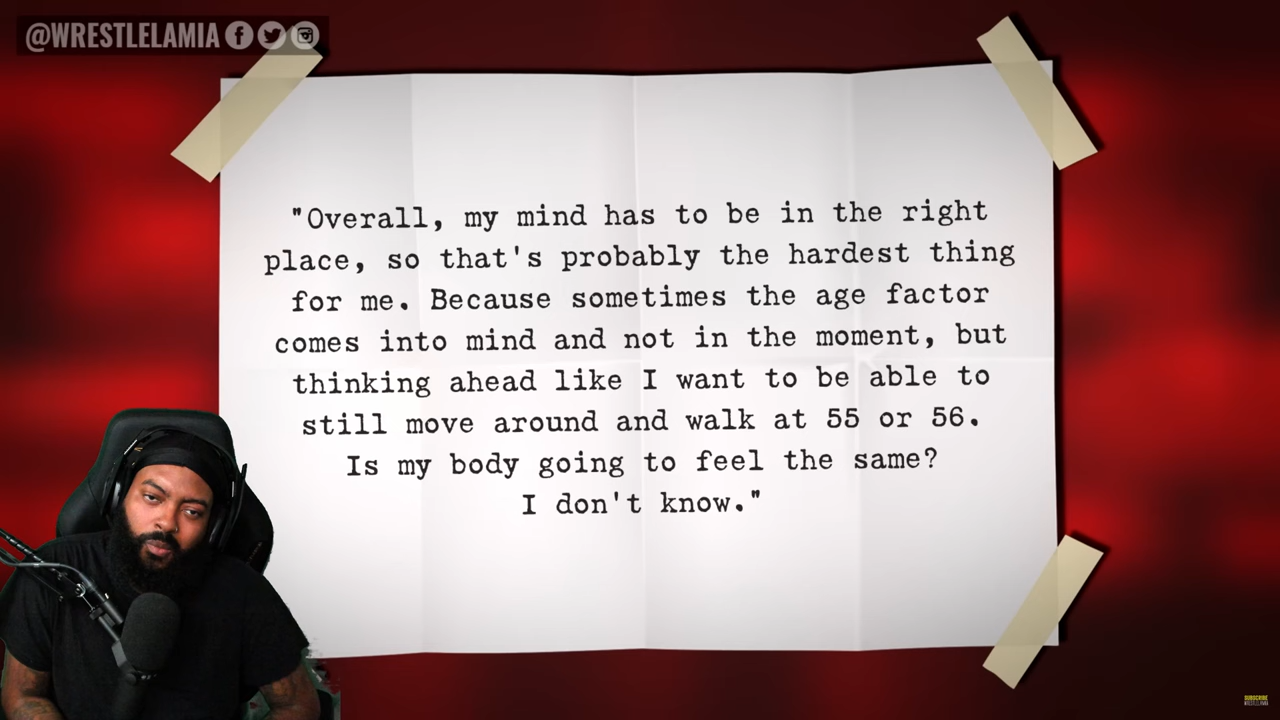 @WRESTLELAMIA
"Overall, my mind has to be in the right
place, so that's probably the hardest thing
for me. Because sometimes the age factor
comes into mind and not in the moment, but
thinking ahead like I want to be able to
still move around and walk at 55 or 56.
Is my body going to feel the same?
I don't know."
SUBSCRIBE
WRESTLELAMIA